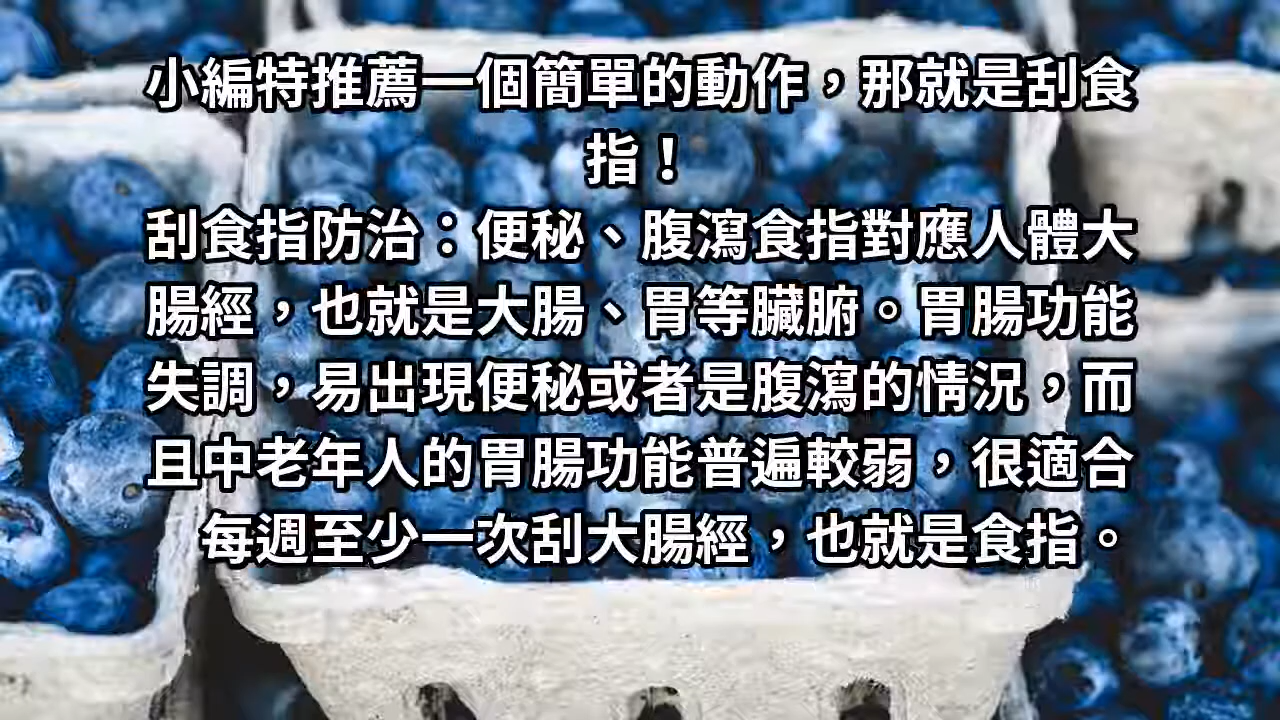 小編特推薦一個簡單的動作，那就是刮食
指！
刮食指防治：便秘、腹瀉食指對應人體大
腸經，也就是大腸、胃等臟腑。胃腸功能
失調，易出現便秘或者是腹瀉的情況，而
且中老年人的胃腸功能普遍較弱，很適合
每週至少一次刮大腸經，也就是食指。